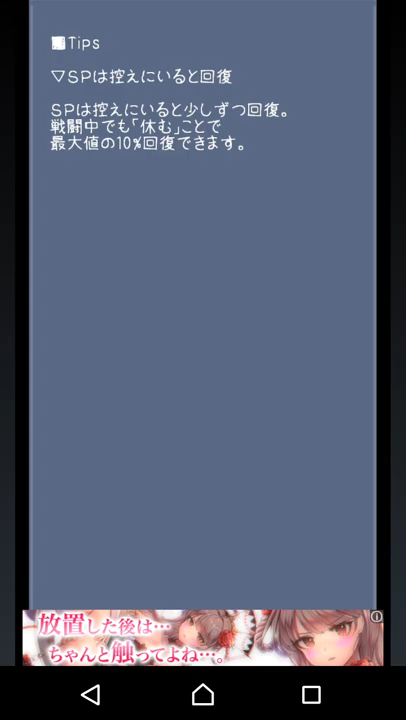 ■Tips
▽SPは控えにいると回復
SPは控えにいると少しずつ回復。
戦闘中でも「休む」ことで
最大値の10%回復できます。
放置した後は…
ちゃんと触ってよね…。